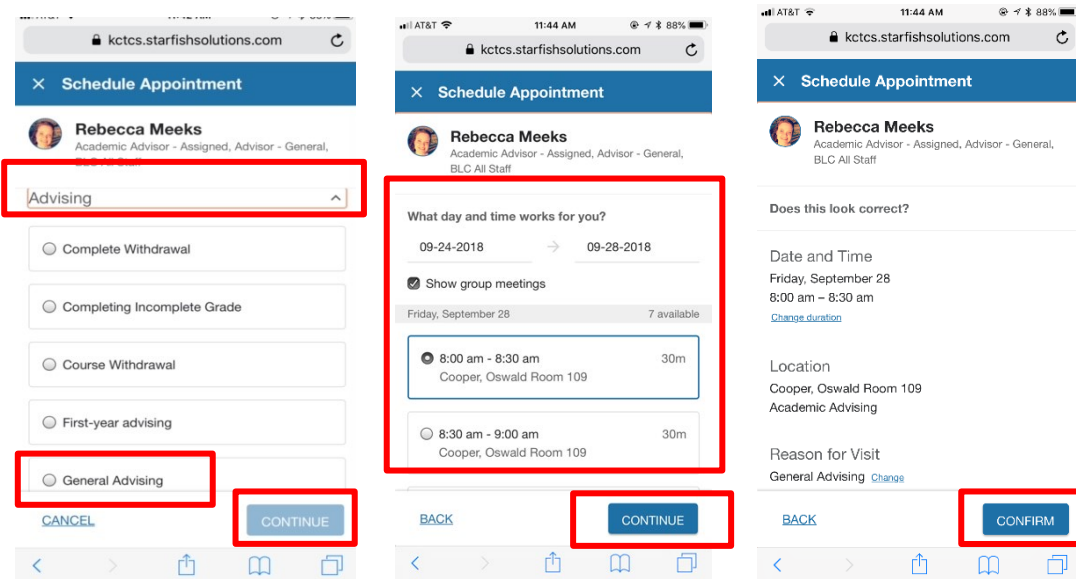 kctcs.starfishsolutions.com
Schedule Appointment
Rebecca Meeks
Academic Advisor - Assigned, Advisor - General,
Advising
Complete Withdrawal
Completing Incomplete Grade
Course Withdrawal
First-year advising
General Advising
CANCEL
CONTINUE
AT&T 11:44 AM 88%
kctcs.starfishsolutions.com
Schedule Appointment
Rebecca Meeks
Academic Advisor - Assigned, Advisor - General,
BLC All Staff
What day and time works for you?
09-24-2018 → 09-28-2018
Show group meetings
Friday, September 28 7 available
8:00 am - 8:30 am 30m
Cooper, Oswald Room 109
8:30 am - 9:00 am 30m
Cooper, Oswald Room 109
BACK
CONTINUE
AT&T 11:44 AM 88%
kctcs.starfishsolutions.com
Schedule Appointment
Rebecca Meeks
Academic Advisor - Assigned, Advisor - General,
BLC All Staff
Does this look correct?
Date and Time
Friday, September 28
8:00 am – 8:30 am
Change duration
Location
Cooper, Oswald Room 109
Academic Advising
Reason for Visit
General Advising Change
BACK
CONFIRM